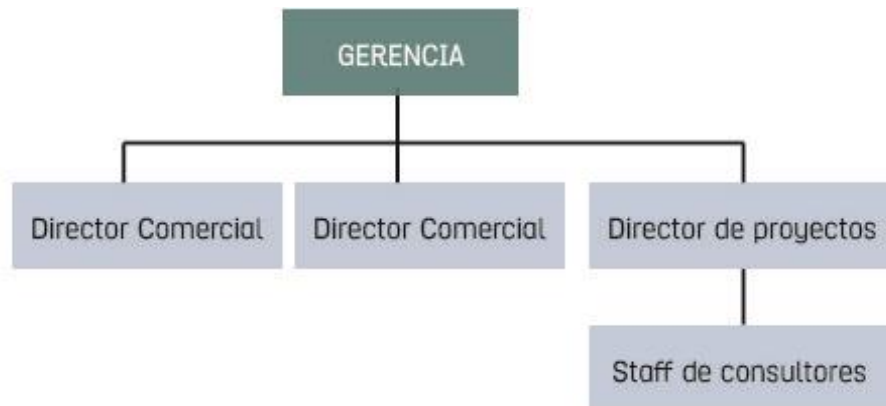 GERENCIA
Director Comercial
Director Comercial
Director de proyectos
Staff de consultores